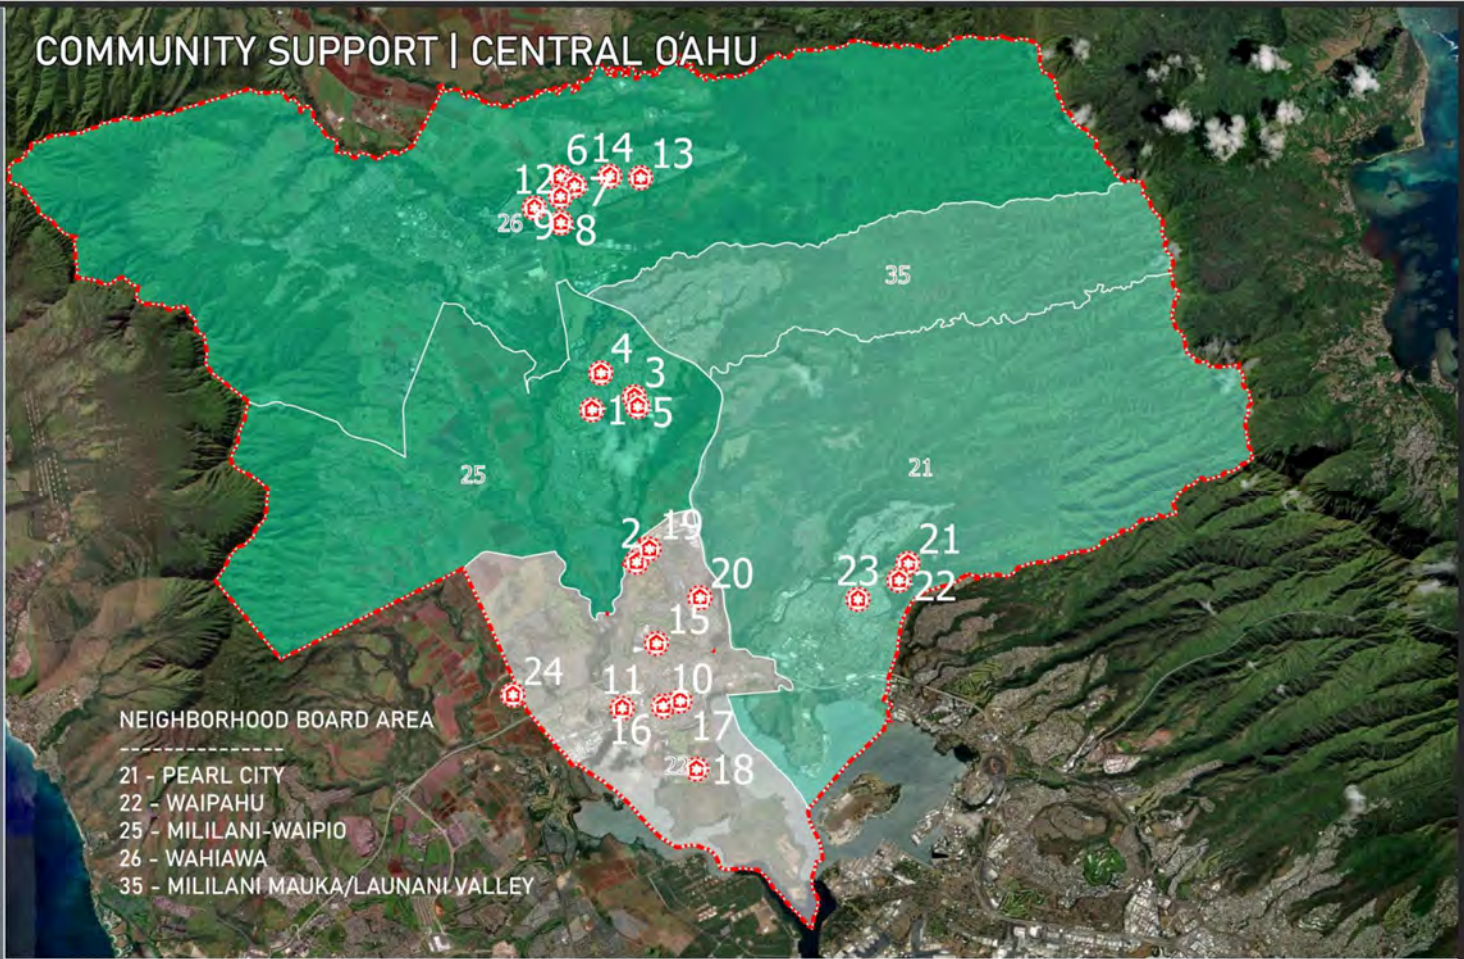 COMMUNITY SUPPORT | CENTRAL OʻAHU
6 14 13
12 7
26 9 8
35
4
3
1 5
25
21
2 19
21
20 23 22
15
24
11 10
16 17
22 18
NEIGHBORHOOD BOARD AREA
---------------
21 - PEARL CITY
22 - WAIPAHU
25 - MILILANI-WAIPIO
26 - WAHIAWA
35 - MILILANI MAUKA/LAUNANI VALLEY